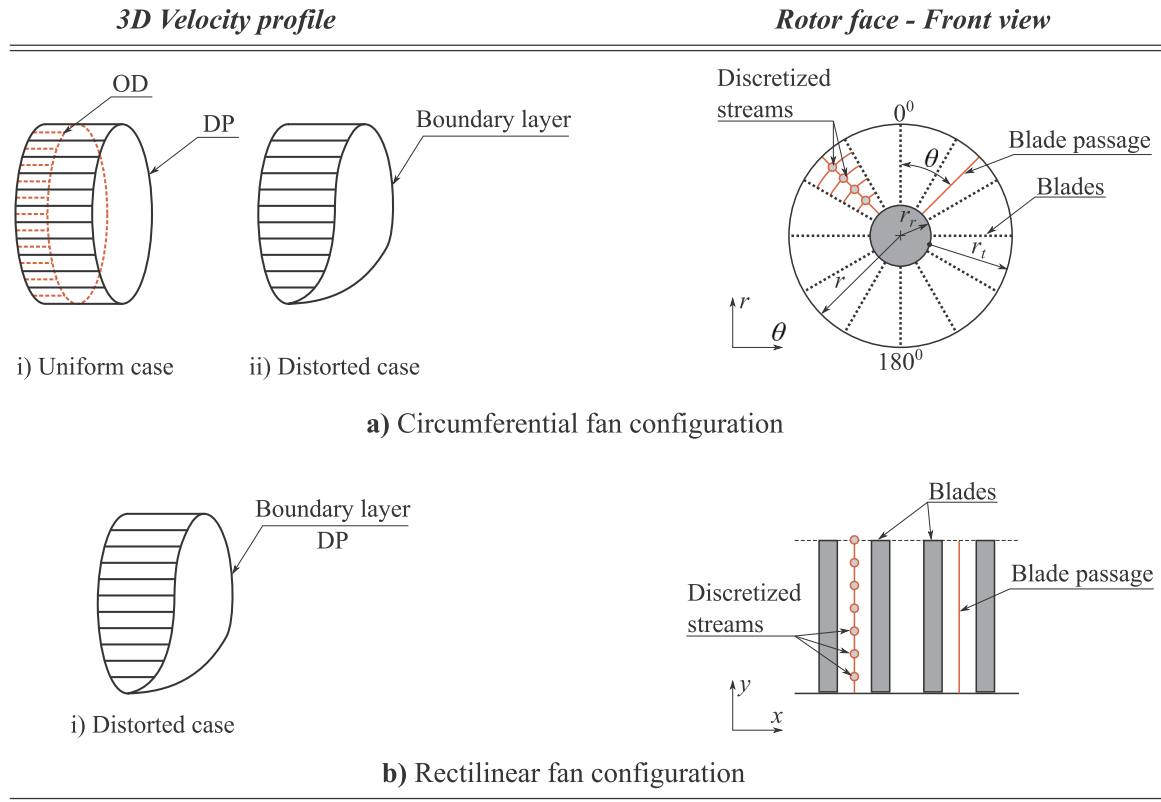 3D Velocity profile
Rotor face - Front view
OD
DP
Boundary layer
i) Uniform case
ii) Distorted case
Discretized
streams
0⁰
Blade passage
θ
Blades
r_r
r_t
r
r
θ
180⁰
a) Circumferential fan configuration
Boundary layer
DP
i) Distorted case
Blades
Discretized
streams
Blade passage
y
x
b) Rectilinear fan configuration